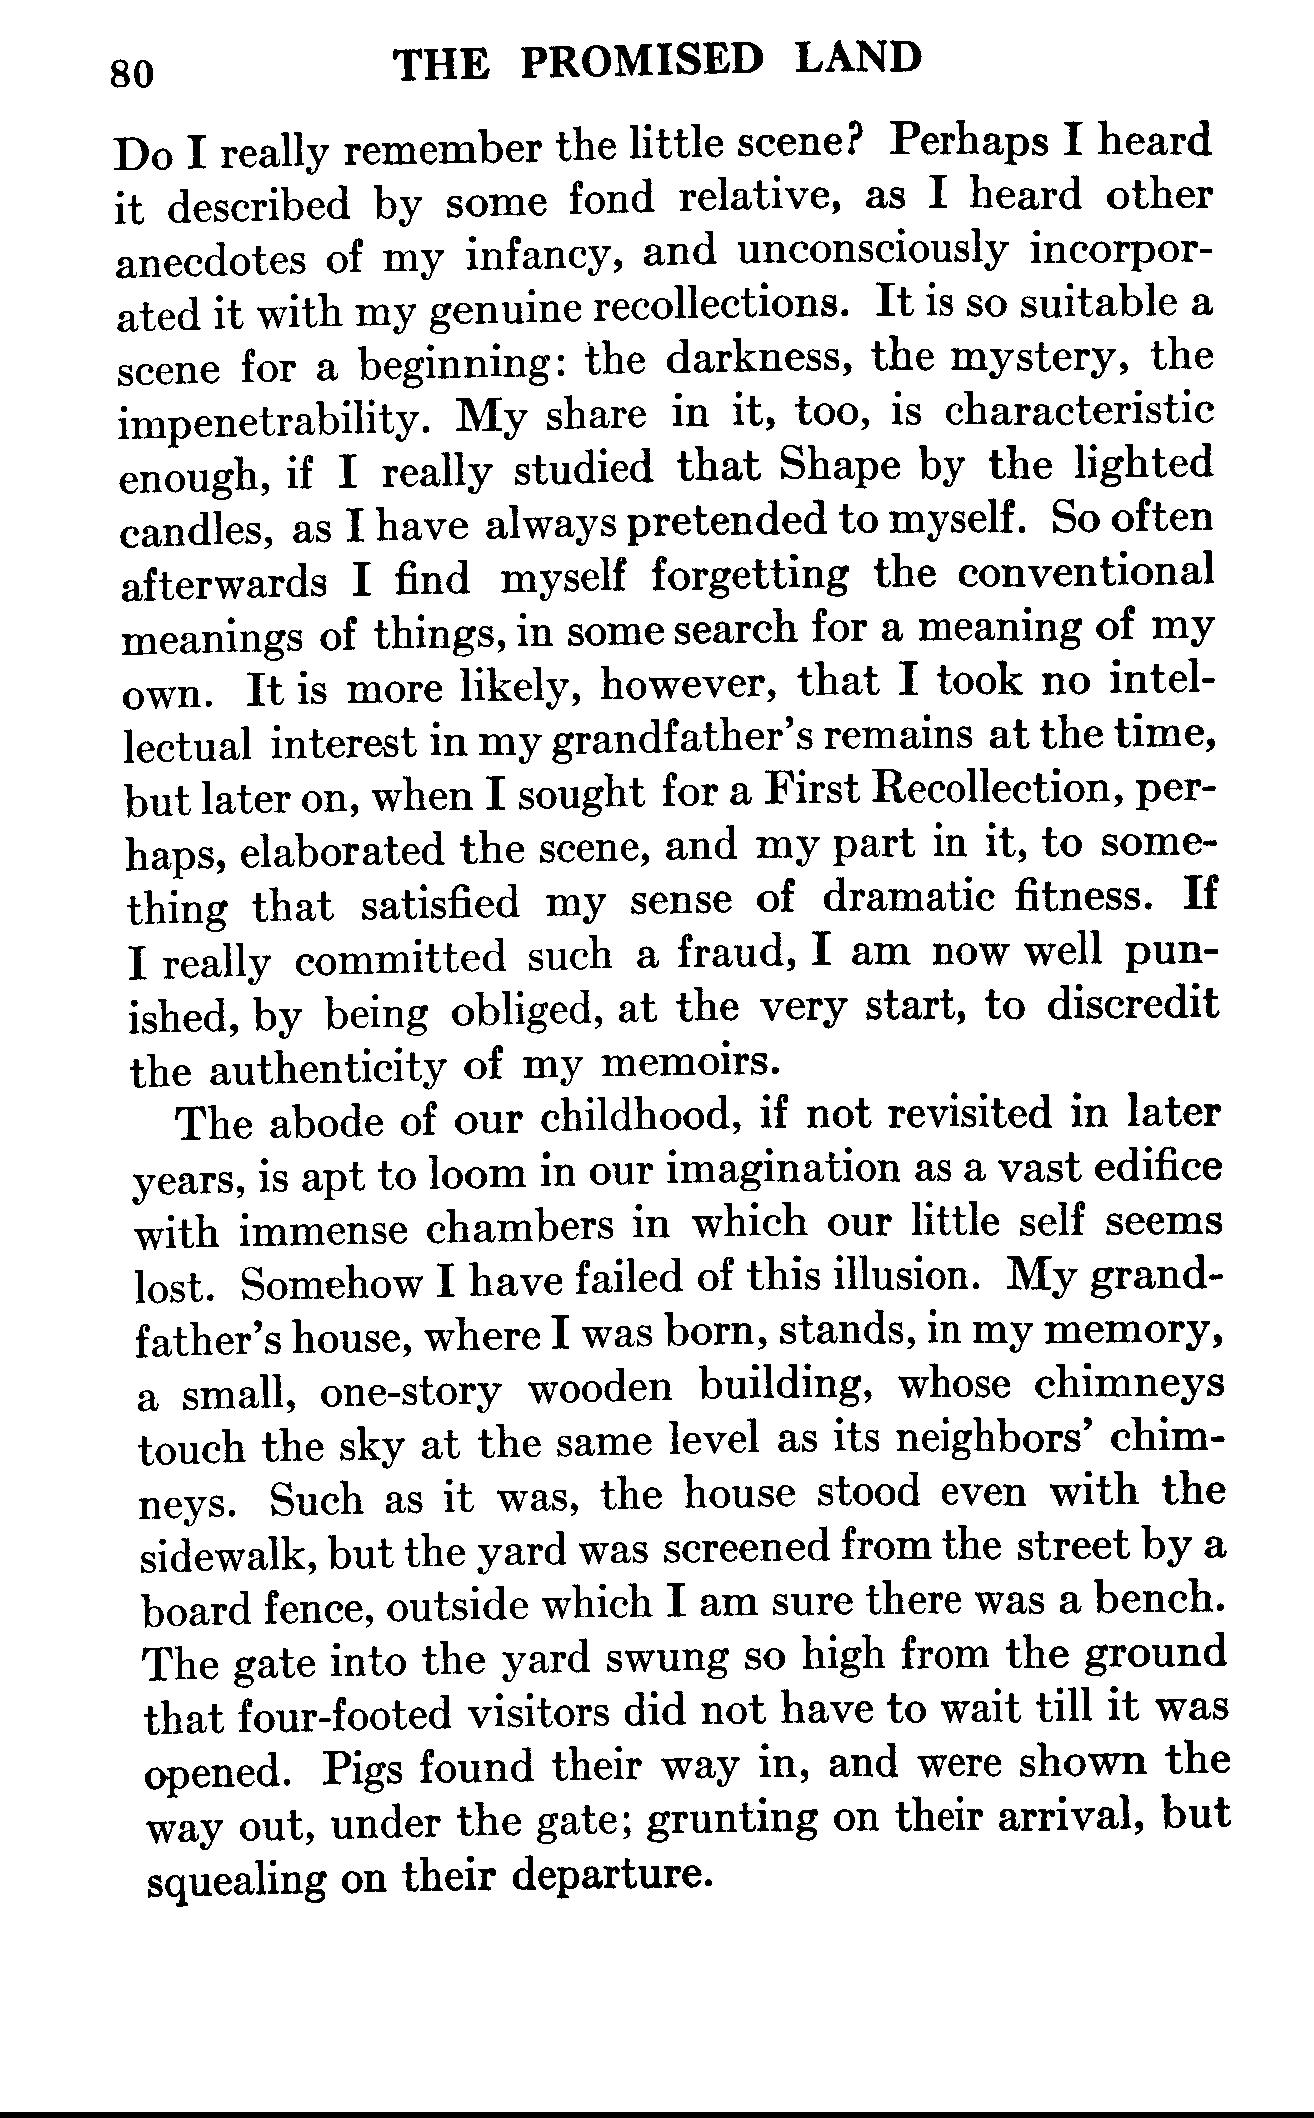 80 THE PROMISED LAND
Do I really remember the little scene? Perhaps I heard
it described by some fond relative, as I heard other
anecdotes of my infancy, and unconsciously incorpor-
ated it with my genuine recollections. It is so suitable a
scene for a beginning: the darkness, the mystery, the
impenetrability. My share in it, too, is characteristic
enough, if I really studied that Shape by the lighted
candles, as I have always pretended to myself. So often
afterwards I find myself forgetting the conventional
meanings of things, in some search for a meaning of my
own. It is more likely, however, that I took no intel-
lectual interest in my grandfather's remains at the time,
but later on, when I sought for a First Recollection, per-
haps, elaborated the scene, and my part in it, to some-
thing that satisfied my sense of dramatic fitness. If
I really committed such a fraud, I am now well pun-
ished, by being obliged, at the very start, to discredit
the authenticity of my memoirs.
The abode of our childhood, if not revisited in later
years, is apt to loom in our imagination as a vast edifice
with immense chambers in which our little self seems
lost. Somehow I have failed of this illusion. My grand-
father's house, where I was born, stands, in my memory,
a small, one-story wooden building, whose chimneys
touch the sky at the same level as its neighbors' chim-
neys. Such as it was, the house stood even with the
sidewalk, but the yard was screened from the street by a
board fence, outside which I am sure there was a bench.
The gate into the yard swung so high from the ground
that four-footed visitors did not have to wait till it was
opened. Pigs found their way in, and were shown the
way out, under the gate; grunting on their arrival, but
squealing on their departure.